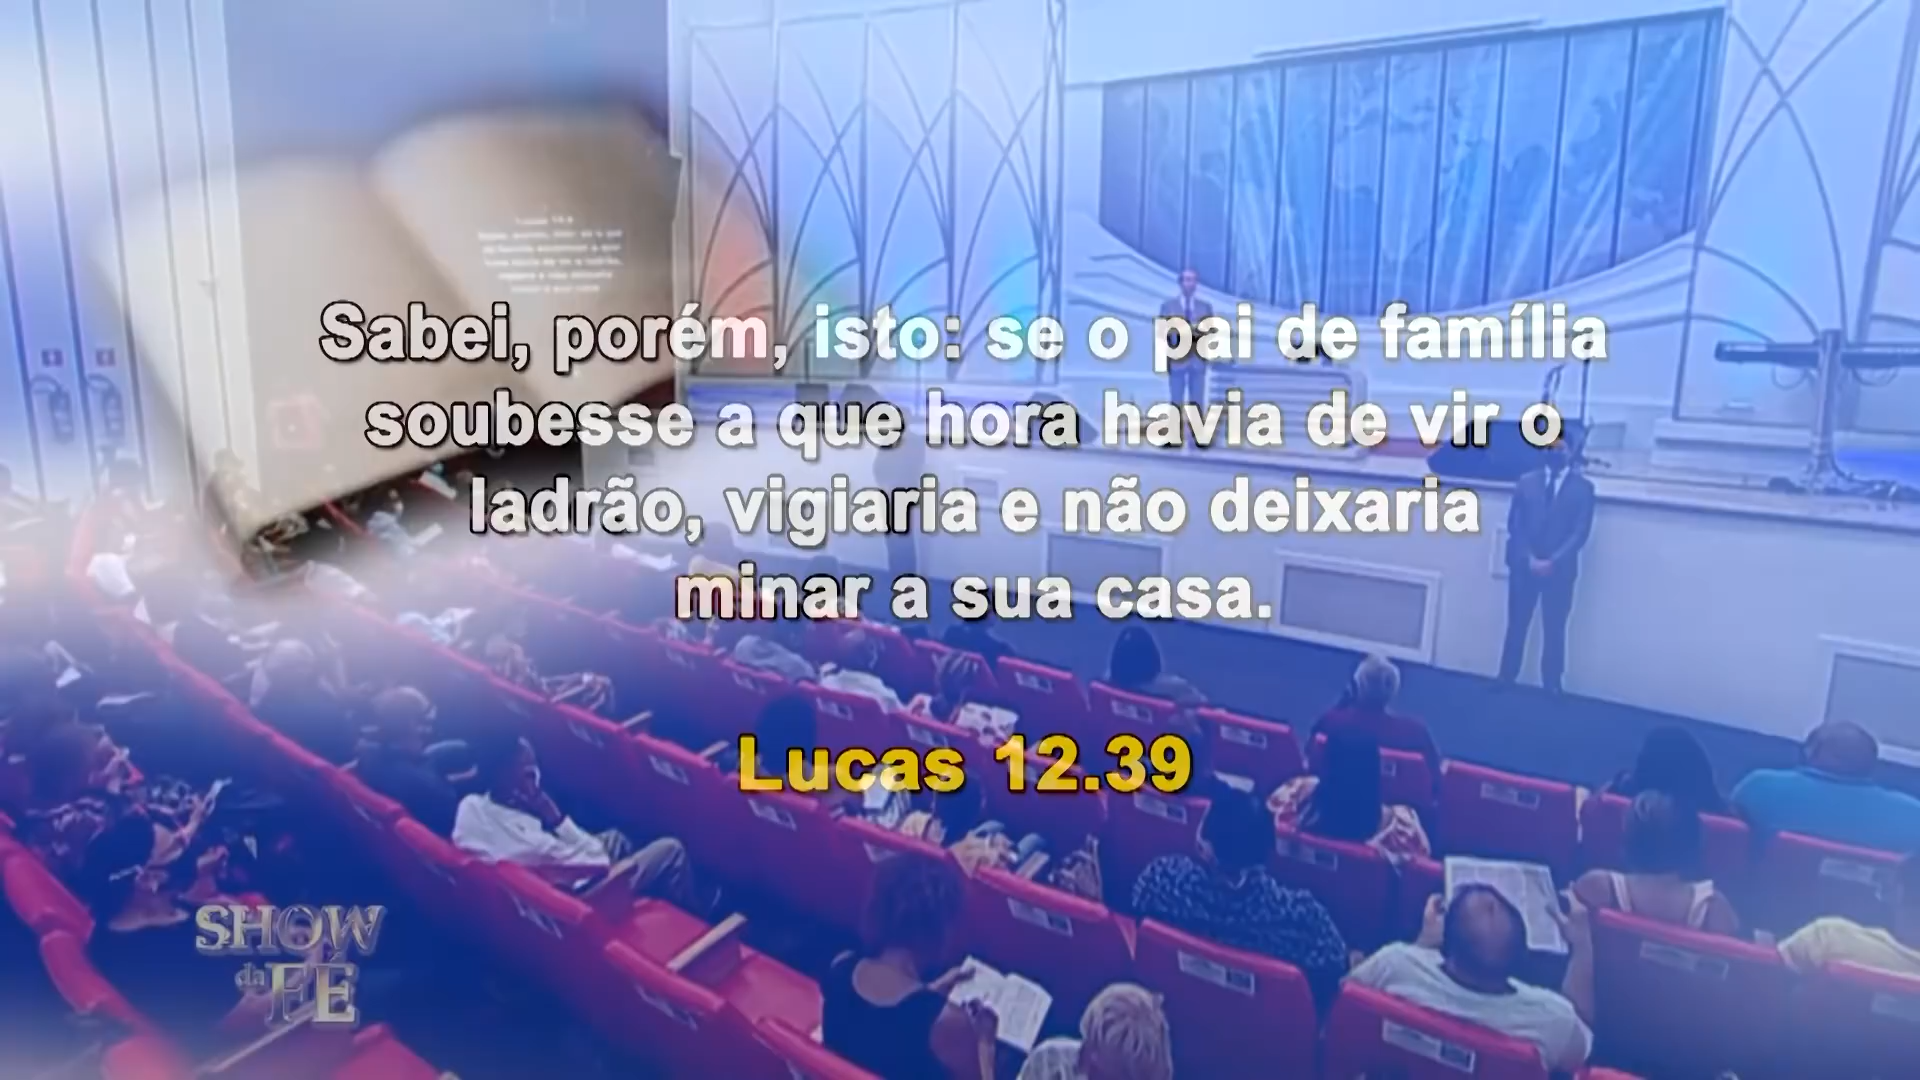 Sabei, porém, isto: se o pai de família
soubesse a que hora havia de vir o
ladrão, vigiaria e não deixaria
minar a sua casa.
Lucas 12.39
SHOW
da FÉ